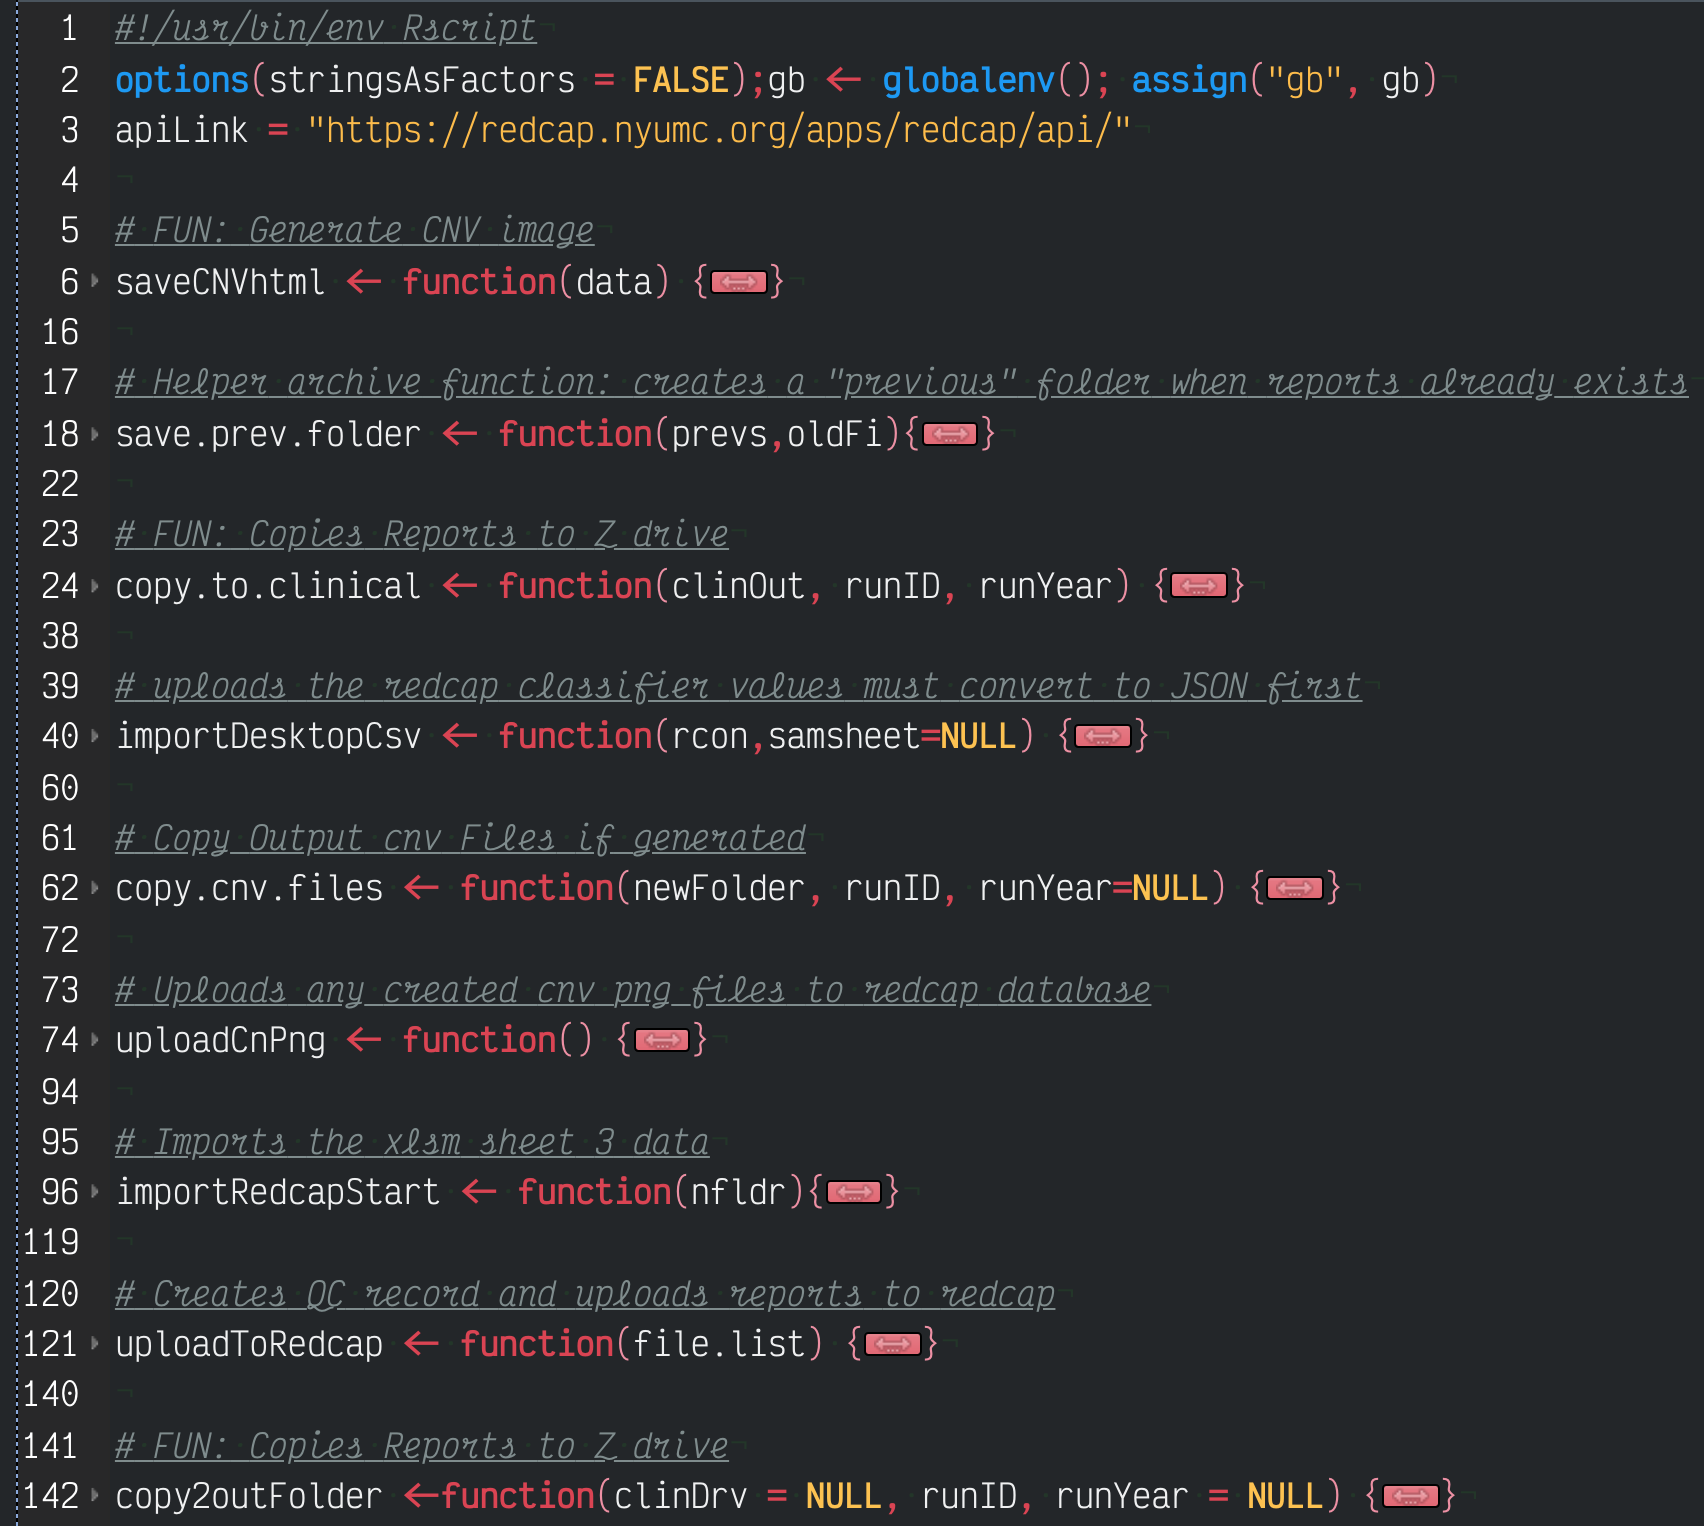 1 #!/usr/bin/env Rscript
2 options(stringsAsFactors = FALSE);gb <- globalenv(); assign("gb", gb)
3 apiLink = "https://redcap.nyumc.org/apps/redcap/api/"
4
5 # FUN: Generate CNV image
6 saveCNVhtml <- function(data) {...}
16
17 # Helper archive function: creates a "previous" folder when reports already exists
18 save.prev.folder <- function(prevs,oldFi){...}
22
23 # FUN: Copies Reports to Z drive
24 copy.to.clinical <- function(clinOut, runID, runYear) {...}
38
39 # uploads the redcap classifier values must convert to JSON first
40 importDesktopCsv <- function(rcon,samsheet=NULL) {...}
60
61 # Copy Output cnv Files if generated
62 copy.cnv.files <- function(newFolder, runID, runYear=NULL) {...}
72
73 # Uploads any created cnv png files to redcap database
74 uploadCnPng <- function() {...}
94
95 # Imports the xlsm sheet 3 data
96 importRedcapStart <- function(nfldr){...}
119
120 # Creates QC record and uploads reports to redcap
121 uploadToRedcap <- function(file.list) {...}
140
141 # FUN: Copies Reports to Z drive
142 copy2outFolder <-function(clinDrv = NULL, runID, runYear = NULL) {...}